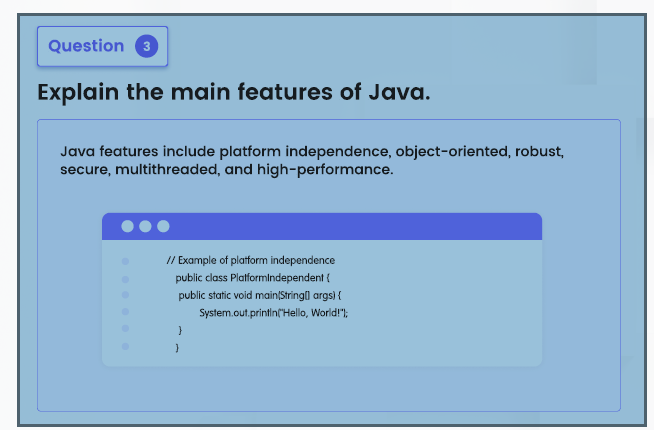 Question 3
Explain the main features of Java.
Java features include platform independence, object-oriented, robust,
secure, multithreaded, and high-performance.
// Example of platform independence
public class PlatformIndependent {
public static void main(String[] args) {
System.out.println("Hello, World!");
}
}